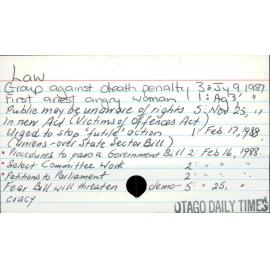 Law
Group against death penalty 3: Jy 9, 1987
First arrest angry woman 1: Ag 3, "
Public may be unaware of rights 5: Nov 25, "
in new Act (Victims of Offences Act)
Urged to stop 'futile' action 1: Feb 17, 1988
(unions - over State Sector Bill)
• Procedures to pass a Government Bill 2: Feb 16, 1988
• Select Committee Work 2: " " "
• Petitions to Parliament 2: " " "
Fear Bill will threaten demo- 5: " 25, "
cracy
OTAGO DAILY TIMES